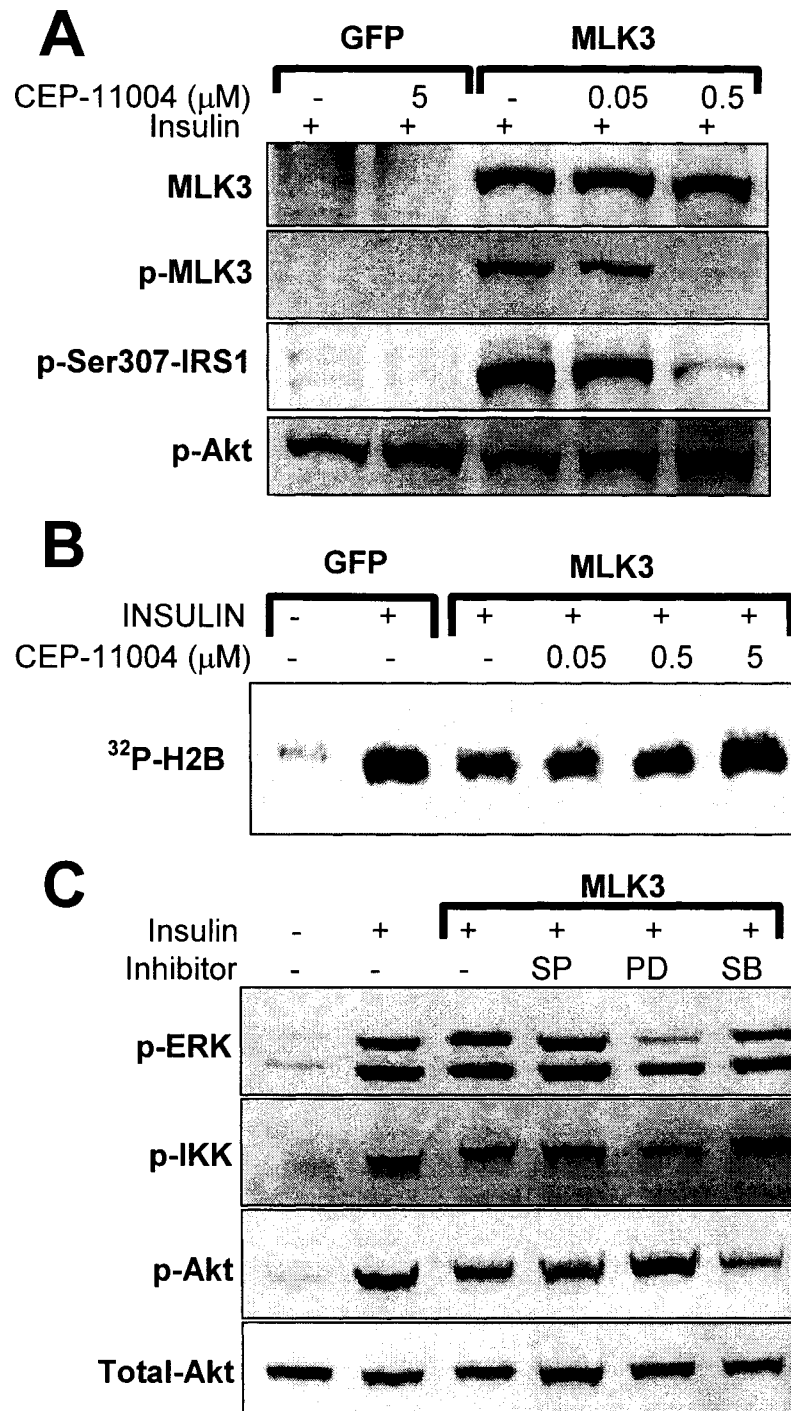 A
GFP MLK3
CEP-11004 (μM) - 5 - 0.05 0.5
Insulin + + + + +
MLK3
p-MLK3
p-Ser307-IRS1
p-Akt
B
GFP MLK3
INSULIN - + + + + +
CEP-11004 (μM) - - - 0.05 0.5 5
³²P-H2B
C
MLK3
Insulin - + + + + +
Inhibitor - - - SP PD SB
p-ERK
p-IKK
p-Akt
Total-Akt